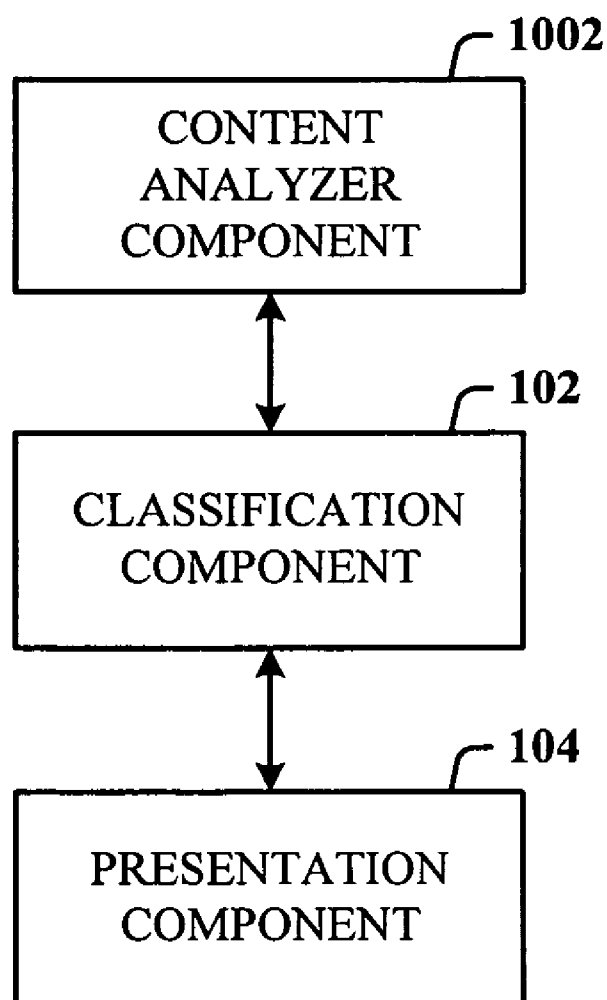 1002
CONTENT
ANALYZER
COMPONENT
102
CLASSIFICATION
COMPONENT
104
PRESENTATION
COMPONENT